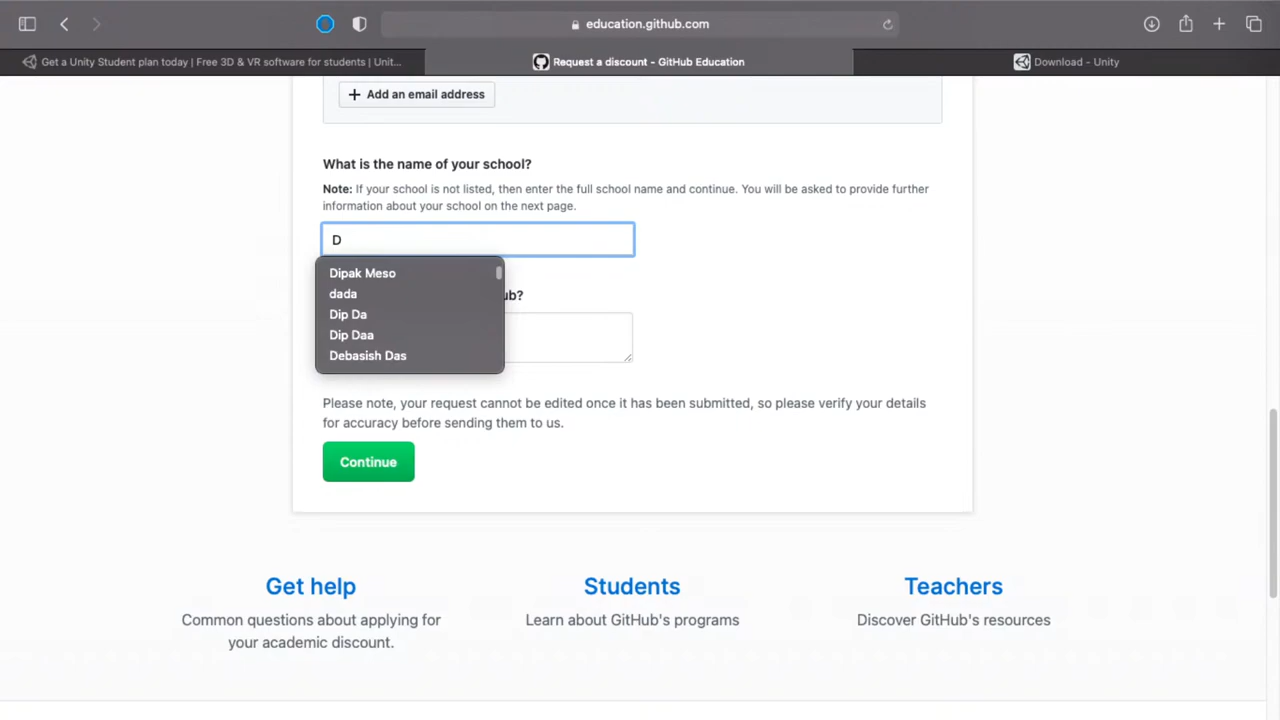 education.github.com
Get a Unity Student plan today | Free 3D & VR software for students | Unit...
Request a discount - GitHub Education
Download - Unity
+ Add an email address
What is the name of your school?
Note: If your school is not listed, then enter the full school name and continue. You will be asked to provide further
information about your school on the next page.
D
Dipak Meso
dada
Dip Da
Dip Daa
Debasish Das
ub?
Please note, your request cannot be edited once it has been submitted, so please verify your details
for accuracy before sending them to us.
Continue
Get help
Common questions about applying for
your academic discount.
Students
Learn about GitHub's programs
Teachers
Discover GitHub's resources